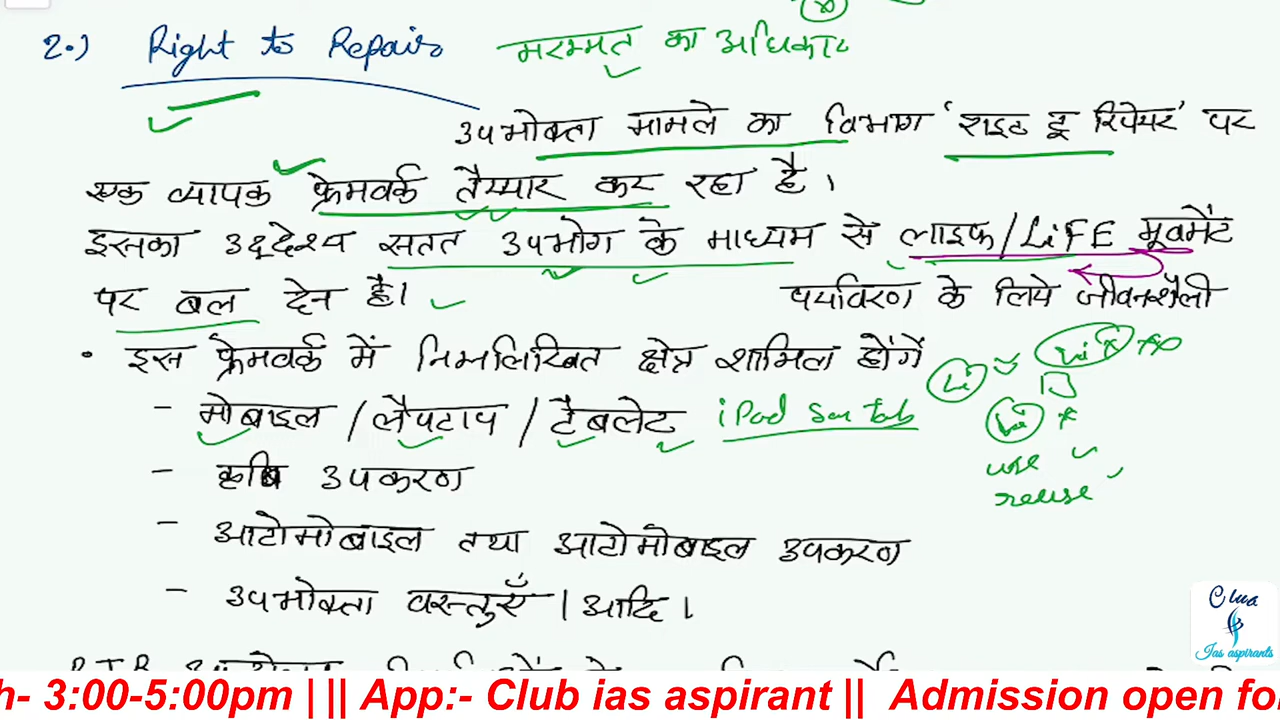 2.) Right to Repair मरम्मत का अधिकार
उपभोक्ता मामले का विभाग 'राइट टू रिपेयर' पर
एक व्यापक फ्रेमवर्क तैय्यार कर रहा है।
इसका उद्देश्य सतत उपभोग के माध्यम से लाइफ/LiFE मूवमेंट
पर बल देन है। पर्यावरण के लिये जीवनशैली
• इस फ्रेमवर्क में निम्नलिखित क्षेत्र शामिल होंगें
- मोबाइल / लैपटाप / टैबलेट iPad
Li
use
reuse
- कृषि उपकरण
- आटोमोबाइल तथा आटोमोबाइल उपकरण
- उपभोक्ता वस्तुएँ | आदि।
Club
Ias aspirants
h- 3:00-5:00pm | || App:- Club ias aspirant || Admission open fo